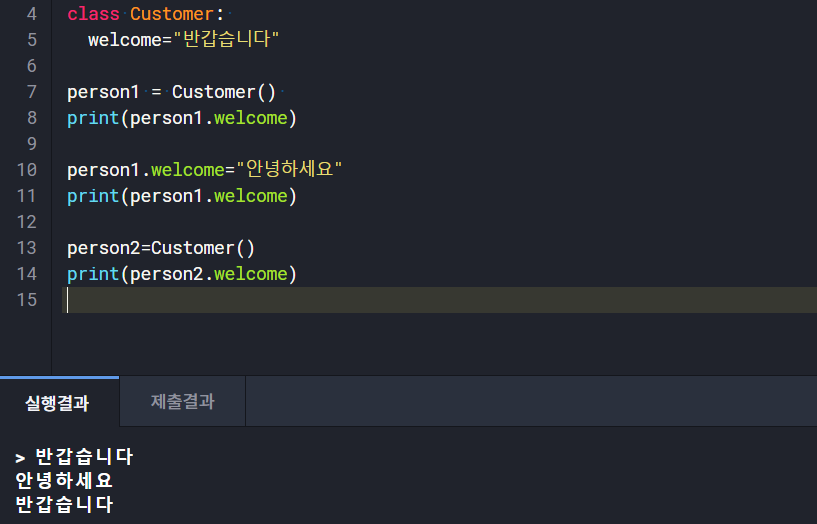 4 class Customer:
5   welcome="반갑습니다"
6
7 person1 = Customer()
8 print(person1.welcome)
9
10 person1.welcome="안녕하세요"
11 print(person1.welcome)
12
13 person2=Customer()
14 print(person2.welcome)
15
실행결과 제출결과
> 반갑습니다
안녕하세요
반갑습니다